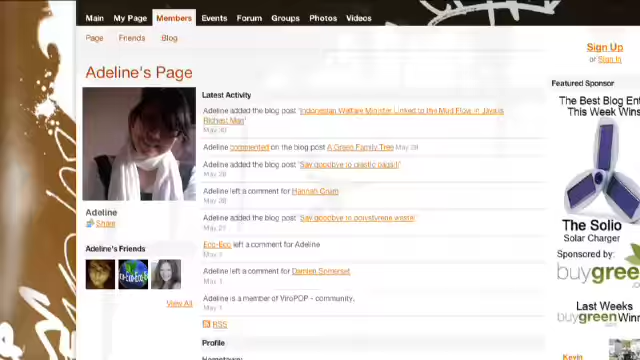 Main My Page Members Events Forum Groups Photos Videos
Page Friends Blog
Sign Up
or Sign In
Adeline's Page
Latest Activity
Adeline added the blog post 'Indonesian Welfare Minister Linked to the Mud Flow in Java's
Richest Man'
May 30
Adeline commented on the blog post A Green Family Tree May 28
Adeline added the blog post 'Say goodbye to plastic bags!!'
May 28
Adeline left a comment for Hannah
May 28
Adeline added the blog post 'Say goodbye to polystyrene waste'
May 27
Eco-Eco left a comment for Adeline
May 1
Adeline left a comment for Damien Somerset
May 1
Adeline is a member of ViroPOP - community.
May 1
RSS
Profile
Adeline
Share
Adeline's Friends
View All
Featured Sponsor
The Best Blog Ent
This Week Wins
The Solio
Solar Charger
Sponsored by:
buygree
Last Weeks
buygreen Winn
Kevin